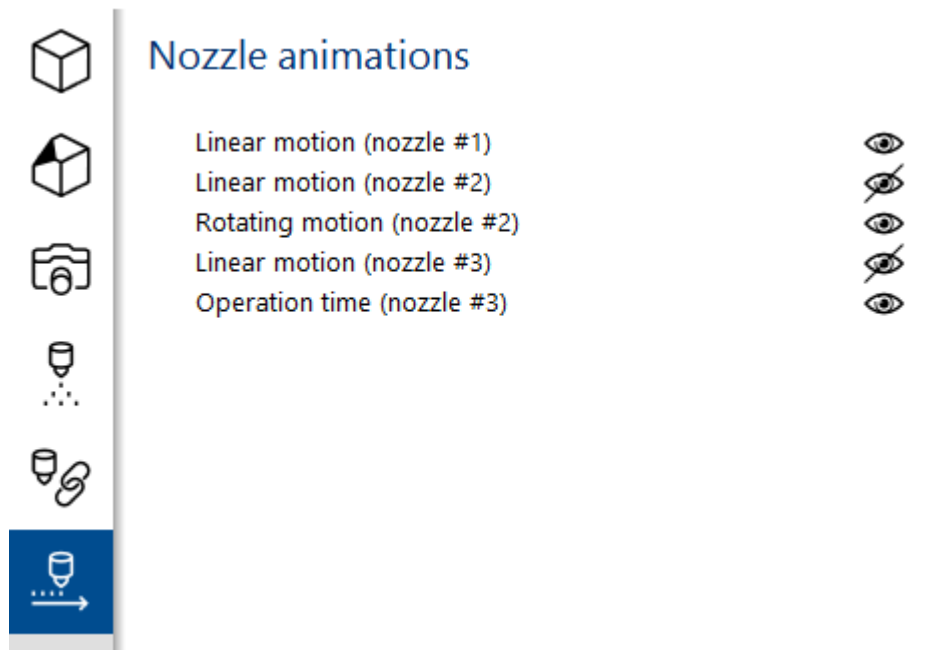 Nozzle animations
Linear motion (nozzle #1)
Linear motion (nozzle #2)
Rotating motion (nozzle #2)
Linear motion (nozzle #3)
Operation time (nozzle #3)